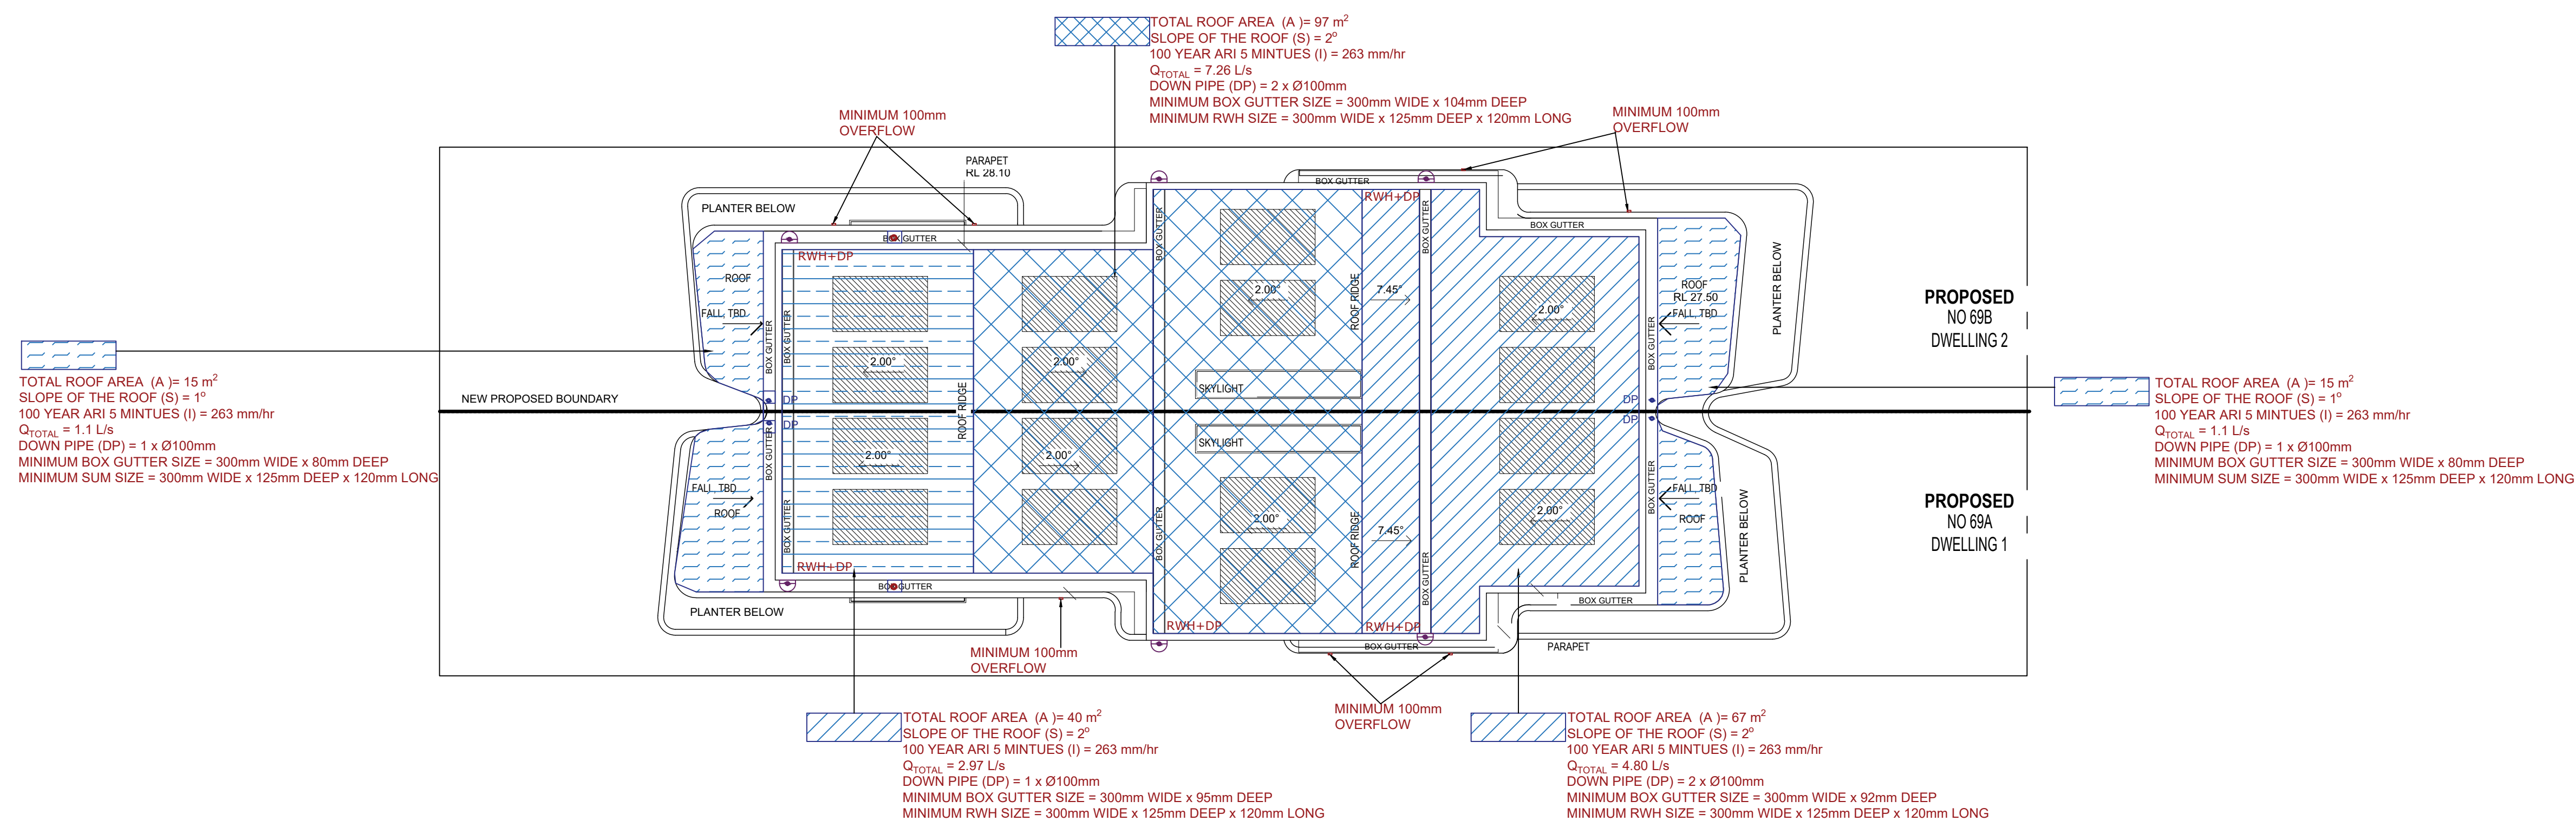 TOTAL ROOF AREA (A )= 97 m²
SLOPE OF THE ROOF (S) = 2°
100 YEAR ARI 5 MINTUES (I) = 263 mm/hr
QTOTAL = 7.26 L/s
DOWN PIPE (DP) = 2 x Ø100mm
MINIMUM BOX GUTTER SIZE = 300mm WIDE x 104mm DEEP
MINIMUM RWH SIZE = 300mm WIDE x 125mm DEEP x 120mm LONG
MINIMUM 100mm
OVERFLOW
MINIMUM 100mm
OVERFLOW
PARAPET
RL 28.10
PLANTER BELOW
BOX GUTTER
BOX GUTTER
BOX GUTTER
RWH+DP
RWH+DP
BOX GUTTER
BOX GUTTER
ROOF
FALL TBD
BOX GUTTER
BOX GUTTER
2.00°
2.00°
2.00°
ROOF RIDGE
7.45°
2.00°
BOX GUTTER
ROOF
RL 27.50
FALL TBD
PLANTER BELOW
PROPOSED
NO 69B
DWELLING 2
TOTAL ROOF AREA (A )= 15 m²
SLOPE OF THE ROOF (S) = 1°
100 YEAR ARI 5 MINTUES (I) = 263 mm/hr
QTOTAL = 1.1 L/s
DOWN PIPE (DP) = 1 x Ø100mm
MINIMUM BOX GUTTER SIZE = 300mm WIDE x 80mm DEEP
MINIMUM SUM SIZE = 300mm WIDE x 125mm DEEP x 120mm LONG
NEW PROPOSED BOUNDARY
DP
DP
ROOF RIDGE
SKYLIGHT
SKYLIGHT
DP
DP
TOTAL ROOF AREA (A )= 15 m²
SLOPE OF THE ROOF (S) = 1°
100 YEAR ARI 5 MINTUES (I) = 263 mm/hr
QTOTAL = 1.1 L/s
DOWN PIPE (DP) = 1 x Ø100mm
MINIMUM BOX GUTTER SIZE = 300mm WIDE x 80mm DEEP
MINIMUM SUM SIZE = 300mm WIDE x 125mm DEEP x 120mm LONG
BOX GUTTER
FALL TBD
ROOF
BOX GUTTER
2.00°
2.00°
BOX GUTTER
2.00°
ROOF RIDGE
7.45°
BOX GUTTER
2.00°
BOX GUTTER
FALL TBD
ROOF
PLANTER BELOW
PROPOSED
NO 69A
DWELLING 1
RWH+DP
BOX GUTTER
PLANTER BELOW
RWH+DP
RWH+DP
BOX GUTTER
BOX GUTTER
PARAPET
MINIMUM 100mm
OVERFLOW
MINIMUM 100mm
OVERFLOW
TOTAL ROOF AREA (A )= 40 m²
SLOPE OF THE ROOF (S) = 2°
100 YEAR ARI 5 MINTUES (I) = 263 mm/hr
QTOTAL = 2.97 L/s
DOWN PIPE (DP) = 1 x Ø100mm
MINIMUM BOX GUTTER SIZE = 300mm WIDE x 95mm DEEP
MINIMUM RWH SIZE = 300mm WIDE x 125mm DEEP x 120mm LONG
TOTAL ROOF AREA (A )= 67 m²
SLOPE OF THE ROOF (S) = 2°
100 YEAR ARI 5 MINTUES (I) = 263 mm/hr
QTOTAL = 4.80 L/s
DOWN PIPE (DP) = 2 x Ø100mm
MINIMUM BOX GUTTER SIZE = 300mm WIDE x 92mm DEEP
MINIMUM RWH SIZE = 300mm WIDE x 125mm DEEP x 120mm LONG